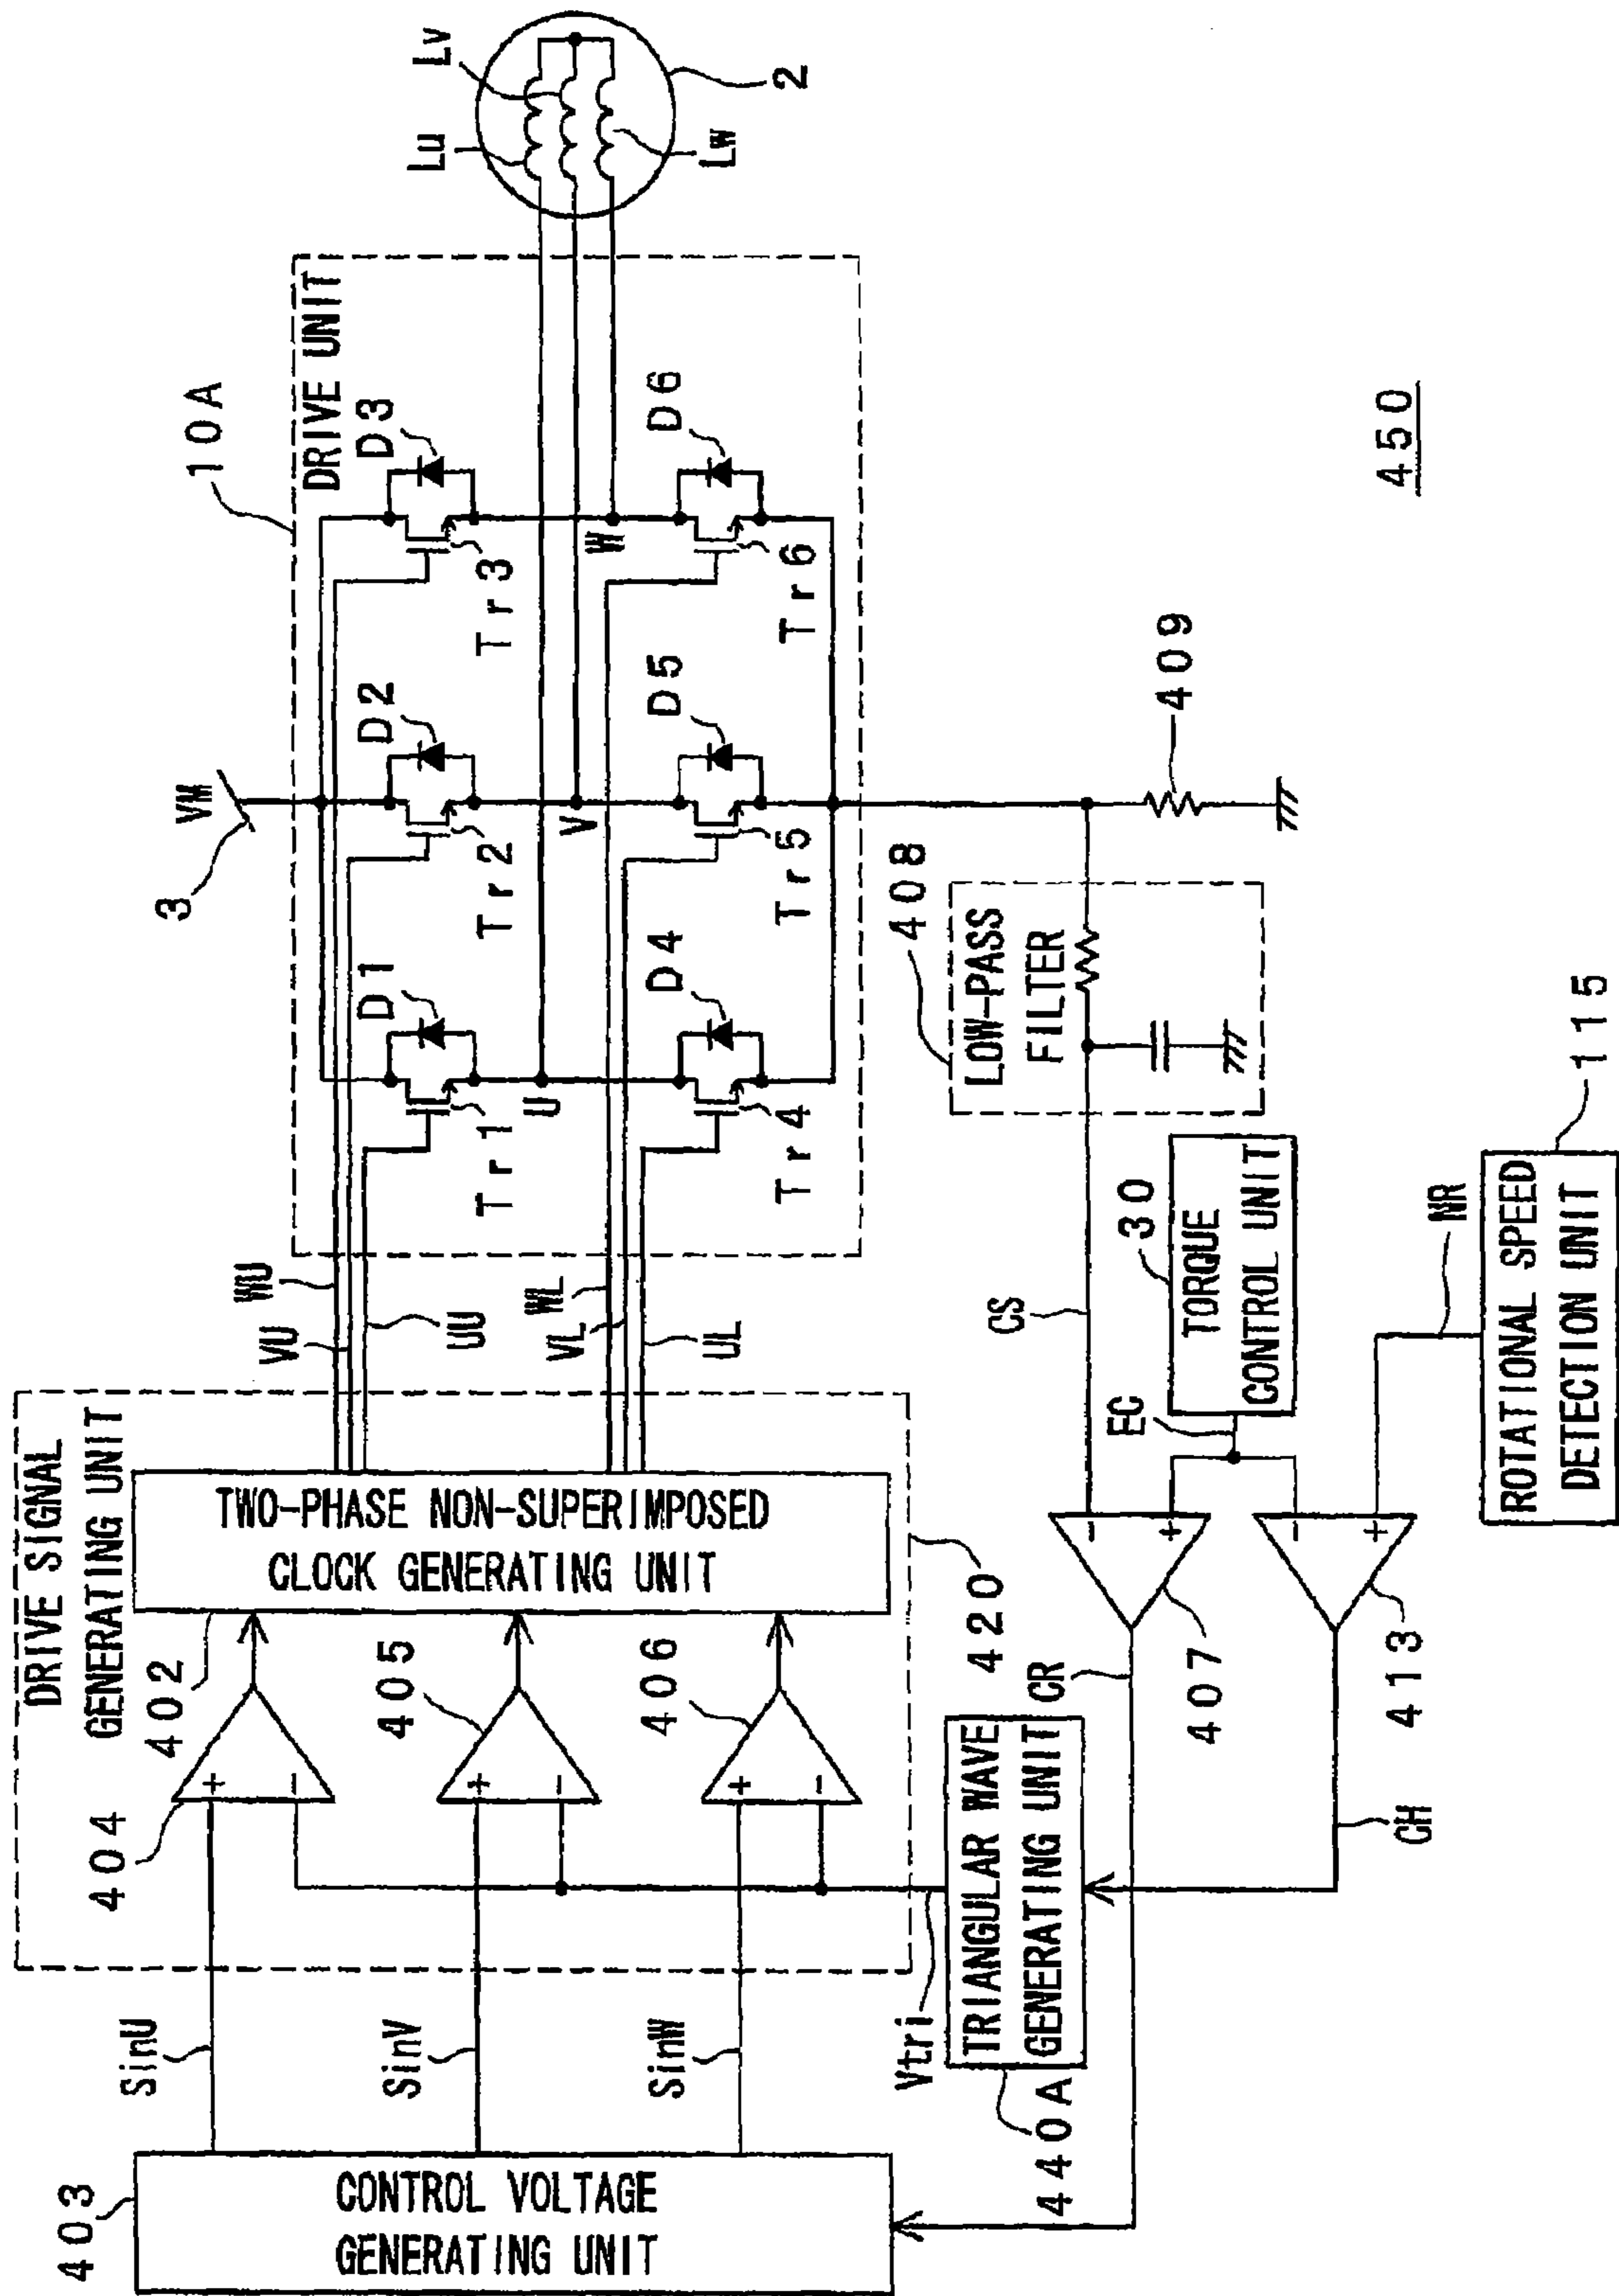 450
DRIVE SIGNAL
GENERATING UNIT
402
404
405
406
420
TWO-PHASE NON-SUPERIMPOSED
CLOCK GENERATING UNIT
403
CONTROL VOLTAGE
GENERATING UNIT
SinU
SinV
SinW
Vtri
TRIANGULAR WAVE
GENERATING UNIT
440A
CR
CH
407
413
+
-
+
-
+
-
-
+
-
+
EC
CS
NR
30
TORQUE
CONTROL UNIT
ROTATIONAL SPEED
DETECTION UNIT
115
LOW-PASS
FILTER
408
409
WU
VU
UU
WL
VL
UL
10A
DRIVE UNIT
3
VM
D1
D2
D3
Tr1
Tr2
Tr3
U
V
W
D4
D5
D6
Tr4
Tr5
Tr6
Lu
Lv
Lw
2